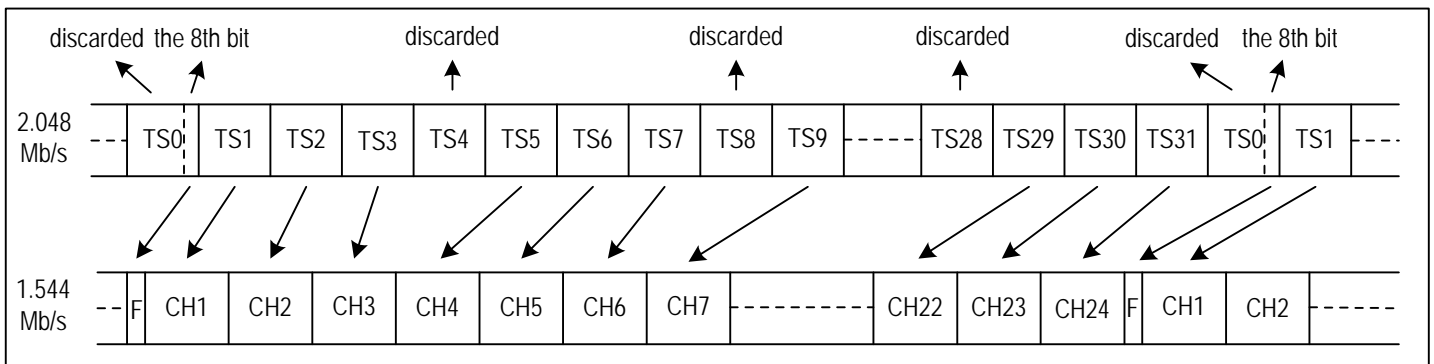 discarded the 8th bit discarded discarded discarded discarded the 8th bit
2.048
Mb/s
TS0 TS1 TS2 TS3 TS4 TS5 TS6 TS7 TS8 TS9 TS28 TS29 TS30 TS31 TS0 TS1
1.544
Mb/s
F CH1 CH2 CH3 CH4 CH5 CH6 CH7 CH22 CH23 CH24 F CH1 CH2